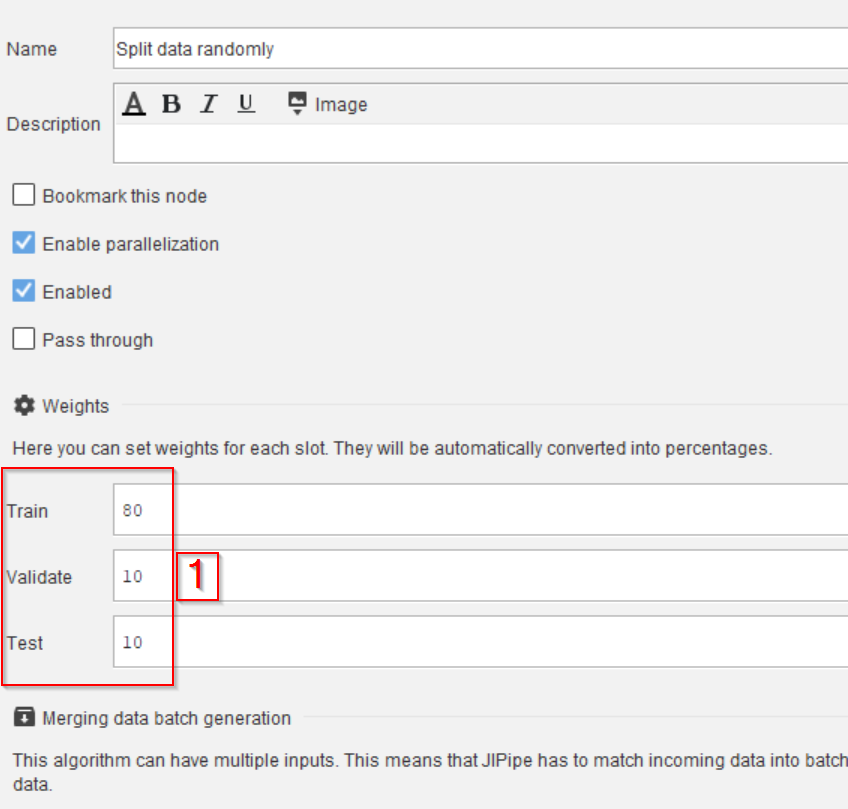 Name Split data randomly
A B I U Image
Description
Bookmark this node
Enable parallelization
Enabled
Pass through
Weights
Here you can set weights for each slot. They will be automatically converted into percentages.
Train 80
Validate 10 1
Test 10
Merging data batch generation
This algorithm can have multiple inputs. This means that JIPipe has to match incoming data into batch
data.